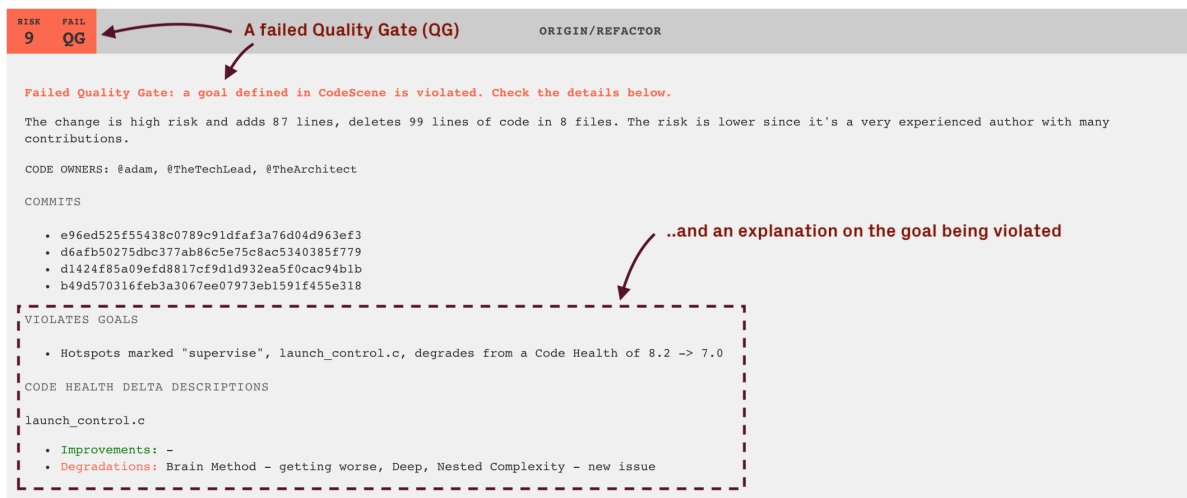 RISK FAIL
9 QG
A failed Quality Gate (QG)
ORIGIN/REFACTOR
Failed Quality Gate: a goal defined in CodeScene is violated. Check the details below.
The change is high risk and adds 87 lines, deletes 99 lines of code in 8 files. The risk is lower since it's a very experienced author with many
contributions.
CODE OWNERS: @adam, @TheTechLead, @TheArchitect
COMMITS
• e96ed525f55438c0789c91dfaf3a76d04d963ef3
• d6afb50275dbc377ab86c5e75c8ac5340385f779
• d1424f85a09efd8817cf9d1d932ea5f0cac94b1b
• b49d570316feb3a3067ee07973eb1591f455e318
..and an explanation on the goal being violated
VIOLATES GOALS
• Hotspots marked "supervise", launch_control.c, degrades from a Code Health of 8.2 -> 7.0
CODE HEALTH DELTA DESCRIPTIONS
launch_control.c
• Improvements: -
• Degradations: Brain Method - getting worse, Deep, Nested Complexity - new issue